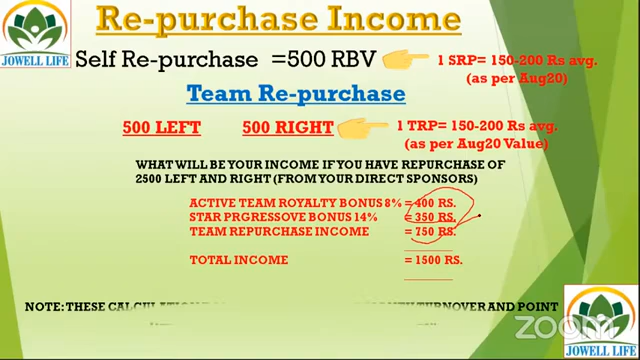 Re-purchase Income
JOWELL LIFE
Self Re-purchase =500 RBV
1 SRP= 150-200 Rs avg.
(as per Aug20)
Team Re-purchase
500 LEFT 500 RIGHT
1 TRP= 150-200 Rs avg.
(as per Aug20 Value)
WHAT WILL BE YOUR INCOME IF YOU HAVE REPURCHASE OF
2500 LEFT AND RIGHT (FROM YOUR DIRECT SPONSORS)
ACTIVE TEAM ROYALTY BONUS 8% = 400 RS.
STAR PRGRESSOVE BONUS 14% = 350 RS.
TEAM REPURCHASE INCOME = 750 RS.
TOTAL INCOME = 1500 RS.
NOTE: THESE TURNOVER AND POINT
zoom
JOWELL LIFE